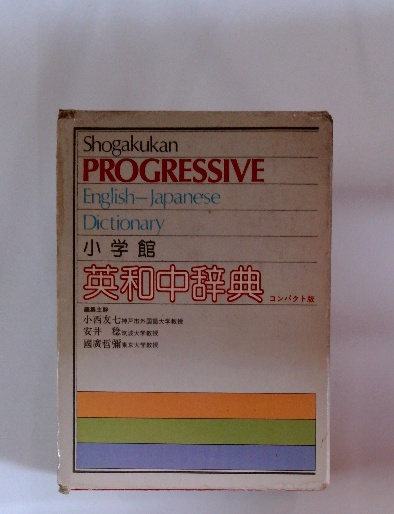 Shogakukan
PROGRESSIVE
English—Japanese
Dictionary
小学館
英和中辞典 コンパクト版
編集主幹
小西友七 神戸市外国語大学教授
安井 稔 筑波大学教授
國廣哲彌 東京大学教授